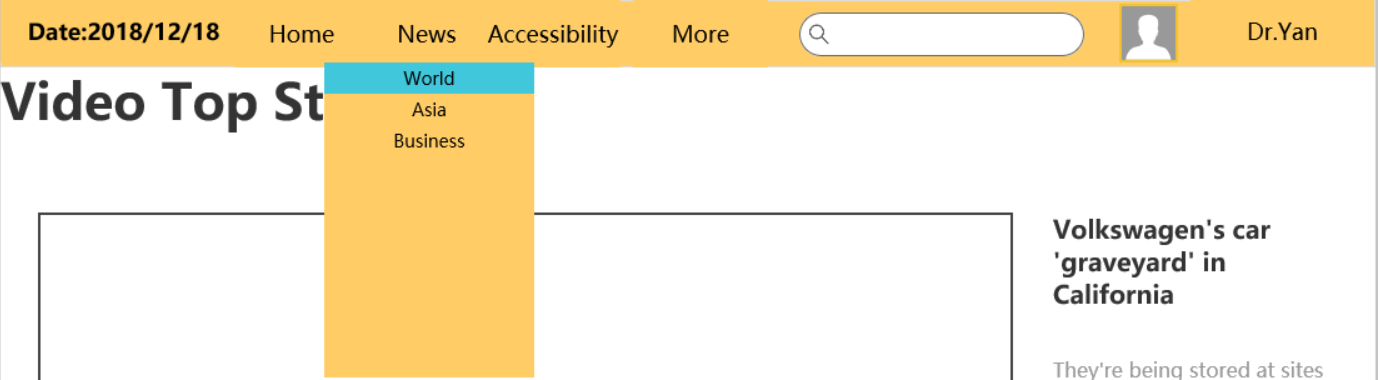 Date:2018/12/18 Home News Accessibility More Dr.Yan
World
Video Top St
Asia
Business
Volkswagen's car
'graveyard' in
California
They're being stored at sites